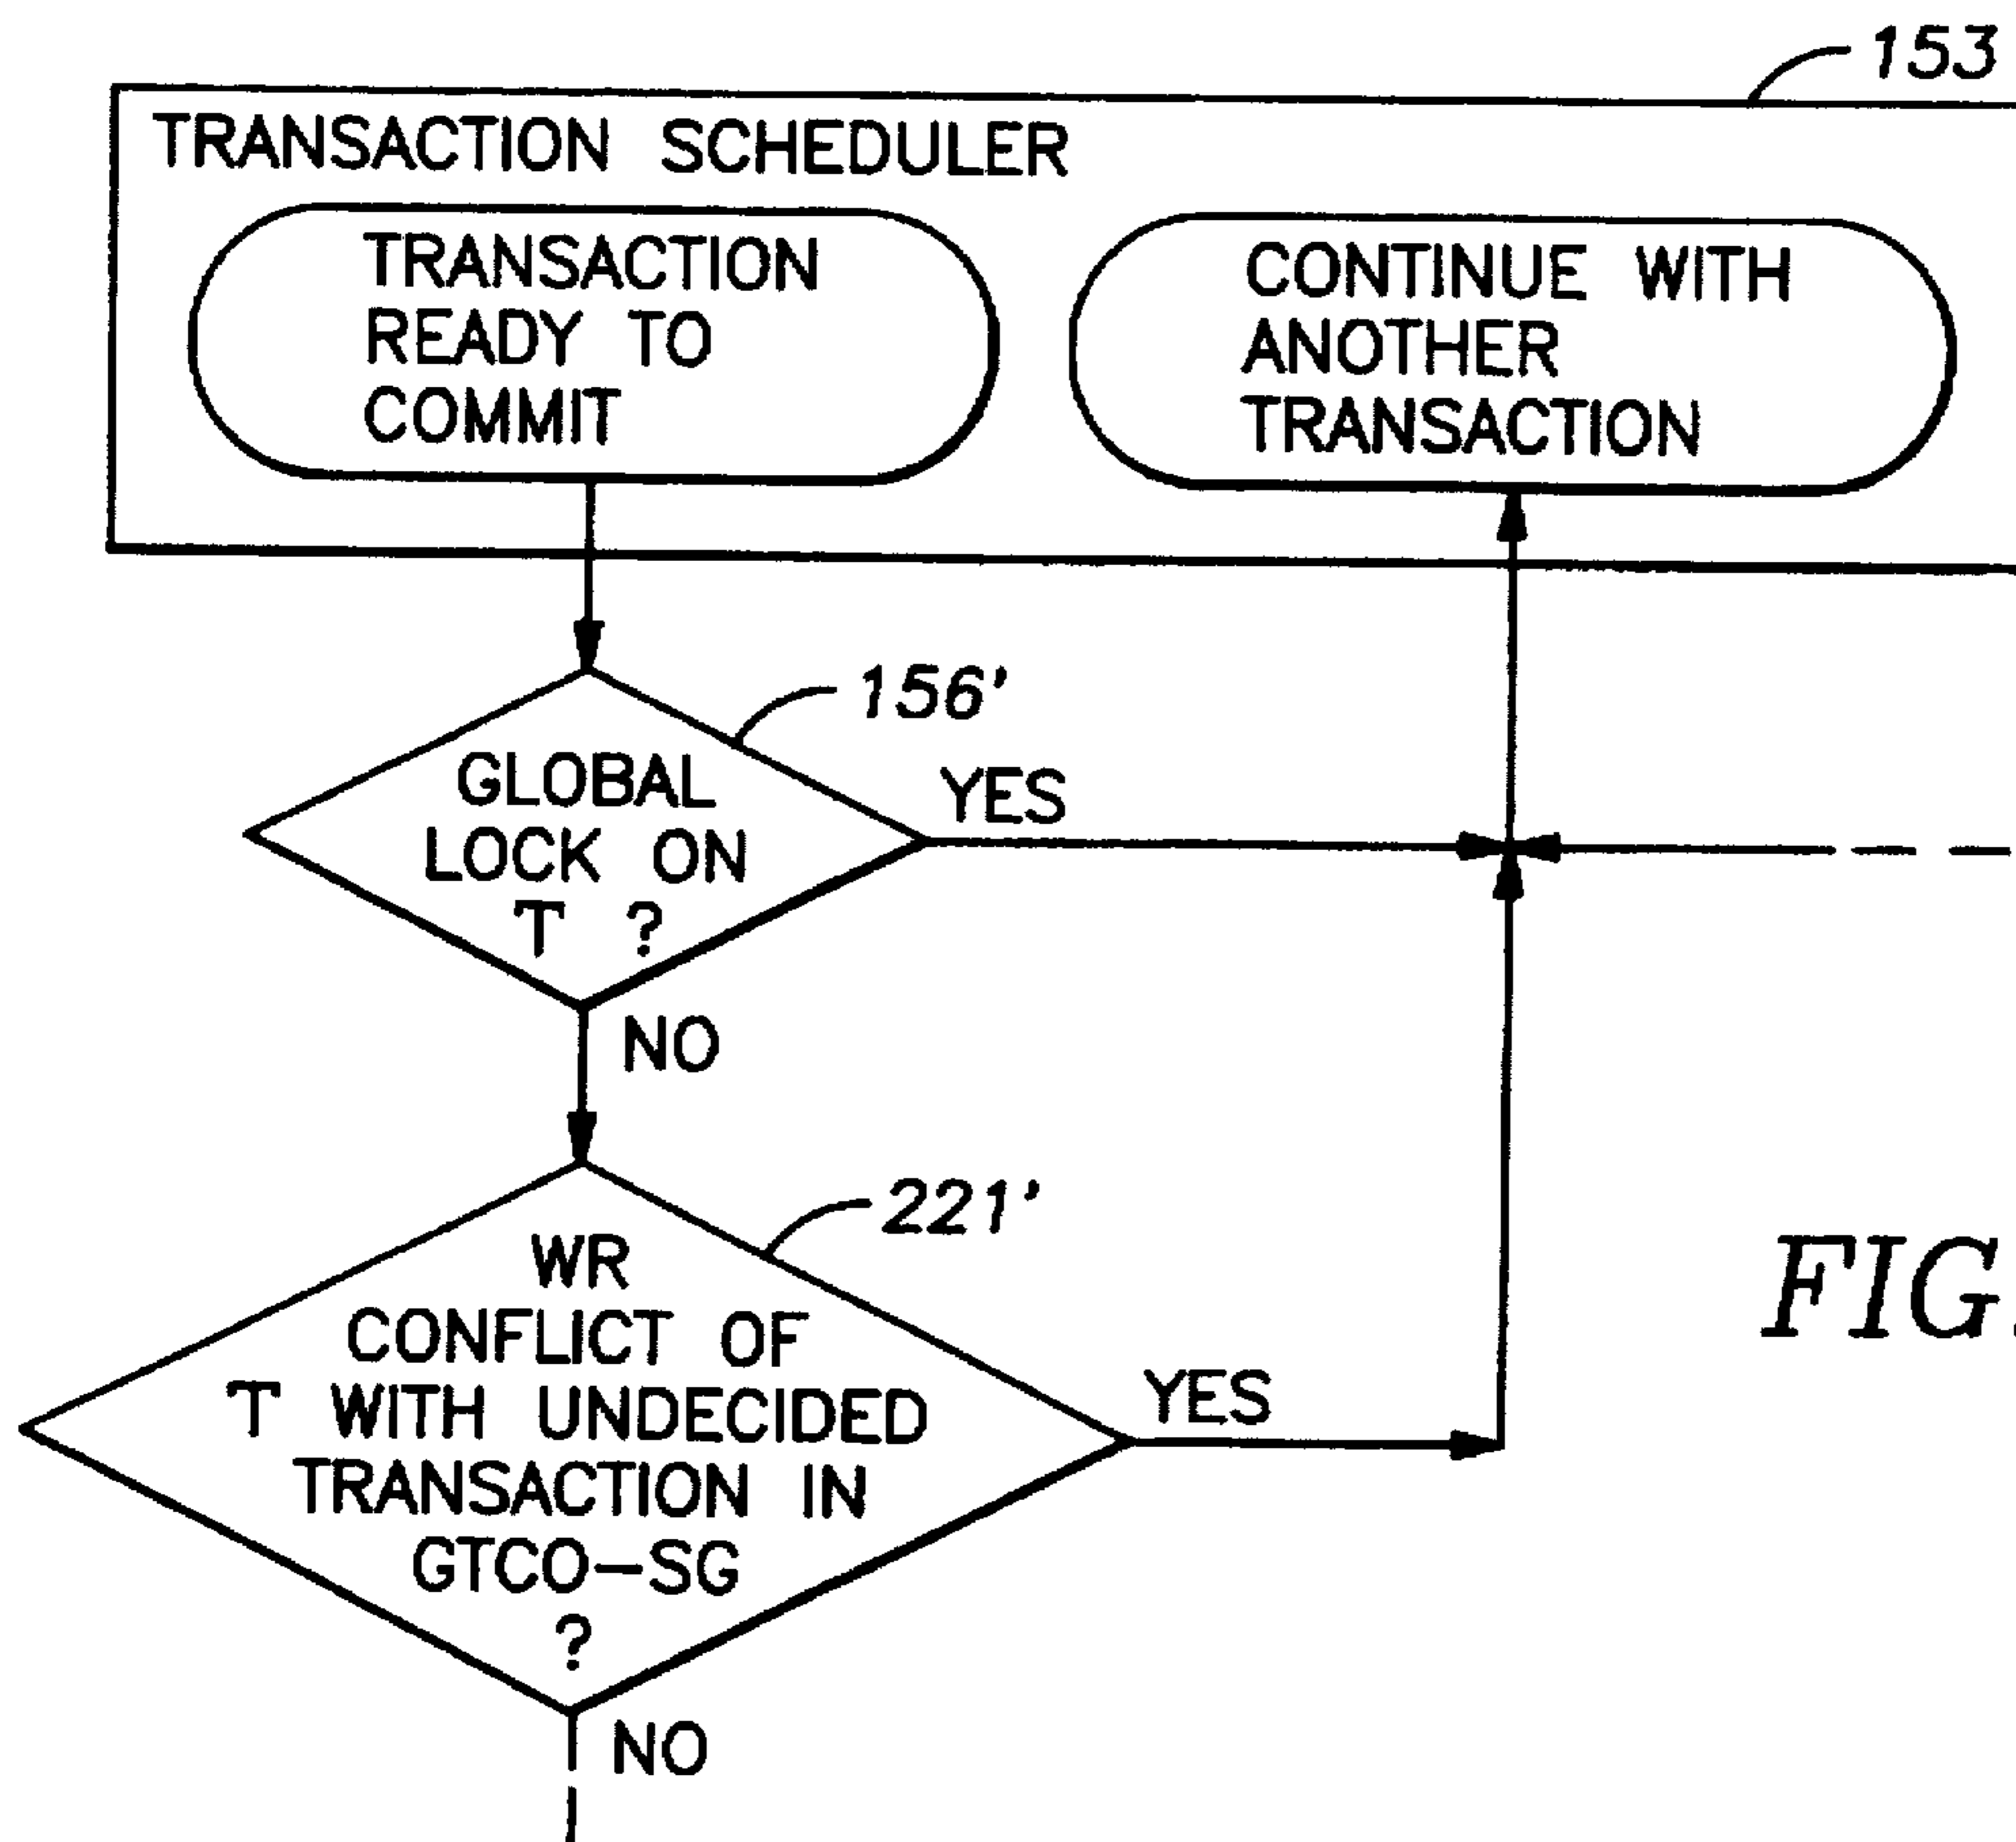 153
TRANSACTION SCHEDULER
TRANSACTION
READY TO
COMMIT
CONTINUE WITH
ANOTHER
TRANSACTION
156'
GLOBAL
LOCK ON
T ?
YES
NO
221'
WR
CONFLICT OF
T WITH UNDECIDED
TRANSACTION IN
GTCO-SG
?
YES
NO
FIG.